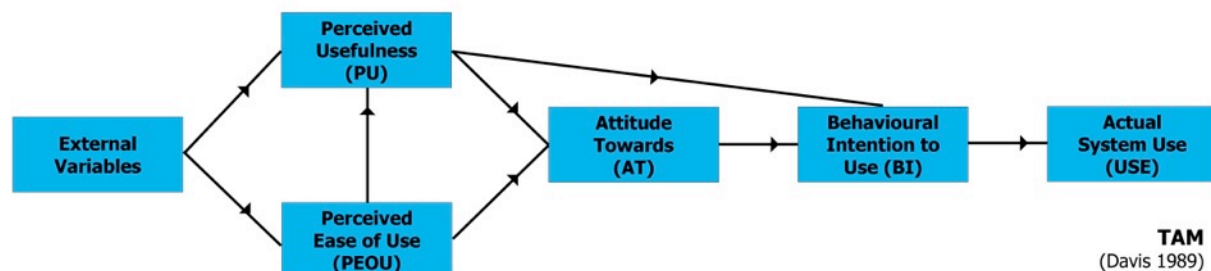 Perceived
Usefulness
(PU)
External
Variables
Perceived
Ease of Use
(PEOU)
Attitude
Towards
(AT)
Behavioural
Intention to
Use (BI)
Actual
System Use
(USE)
TAM
(Davis 1989)